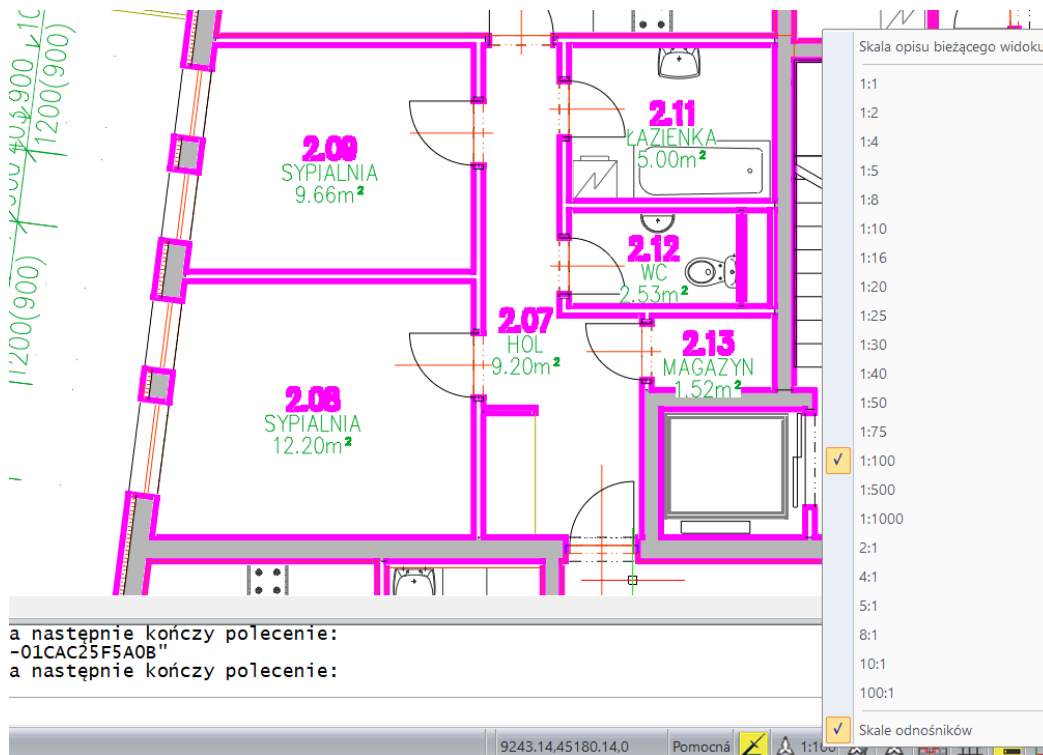 1200(900)
1200(900)
2.09
SYPIALNIA
9.66m²
2.11
ŁAZIENKA
5.00m²
2.12
WC
2.53m²
2.07
HOL
9.20m²
2.13
MAGAZYN
1.52m²
2.08
SYPIALNIA
12.20m²
Skala opisu bieżącego widoku
1:1
1:2
1:4
1:5
1:8
1:10
1:16
1:20
1:25
1:30
1:40
1:50
1:75
1:100
1:500
1:1000
2:1
4:1
5:1
8:1
10:1
100:1
Skale odnośników
a następnie kończy polecenie:
-01CAC25F5A0B"
a następnie kończy polecenie:
9243.14,45180.14,0 Pomocná 1:100